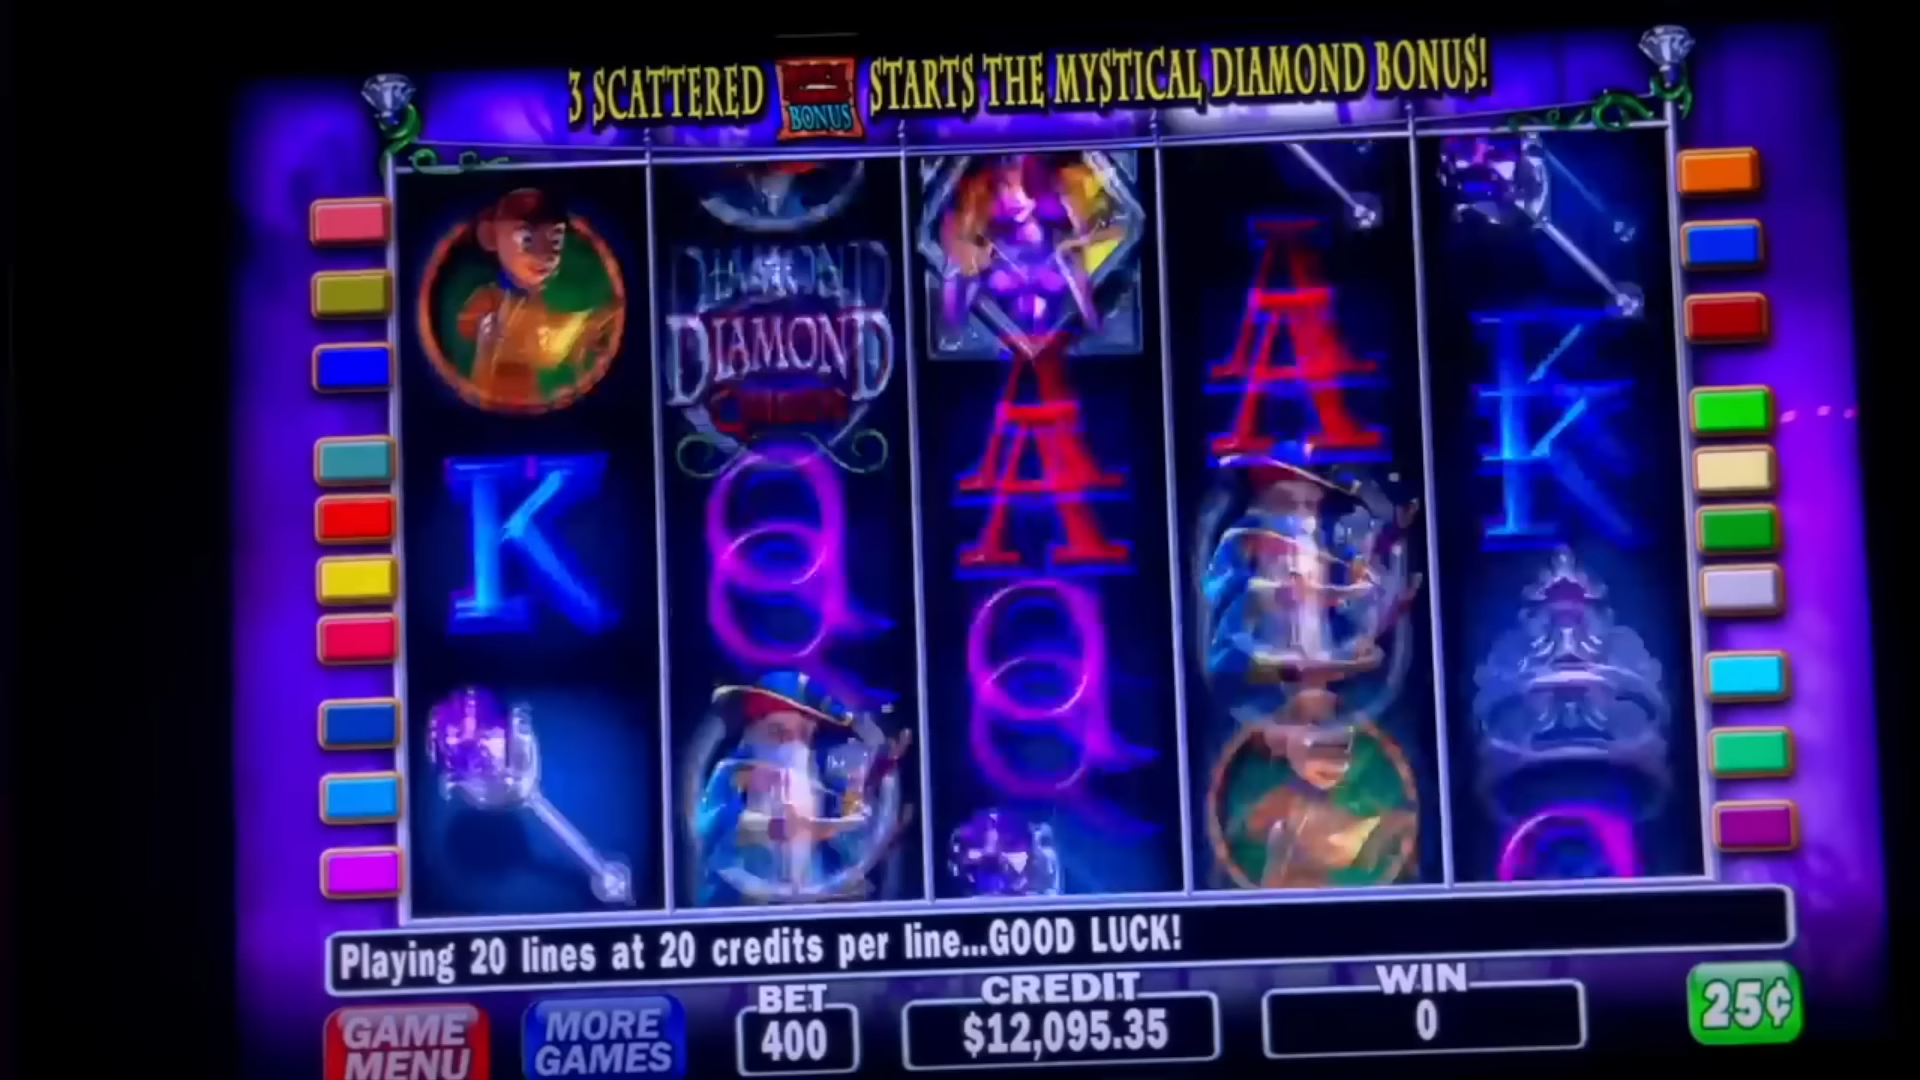 3 SCATTERED BONUS STARTS THE MYSTICAL DIAMOND BONUS!
DIAMOND
DIAMOND
A
A
K
K
Q
K
Q
Playing 20 lines at 20 credits per line...GOOD LUCK!
GAME MENU
MORE GAMES
BET
400
CREDIT
$12,095.35
WIN
0
25¢